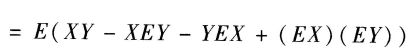 = E(XY - XEY - YEX + (EX)(EY))